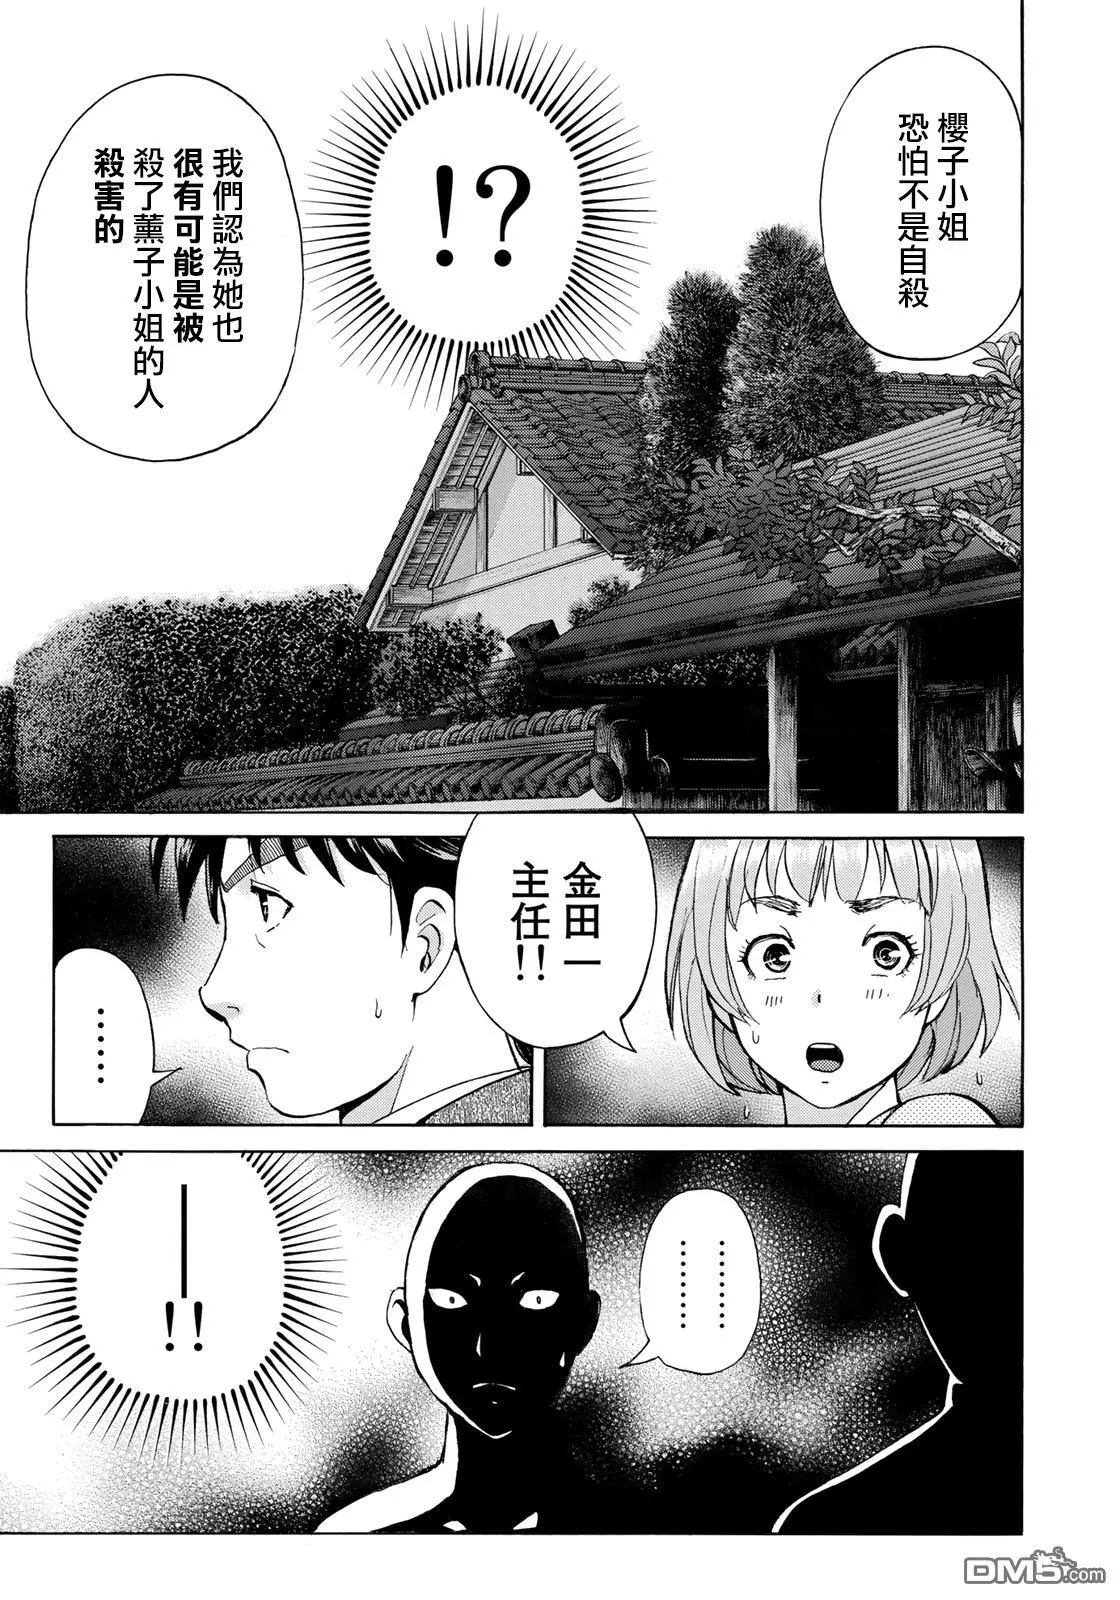 櫻子小姐
恐怕不是自殺
!?
我們認為她也
很有可能是被
殺了薰子小姐的人
殺害的
金田一
主任!!
……
………
………
—!!
DM5.com